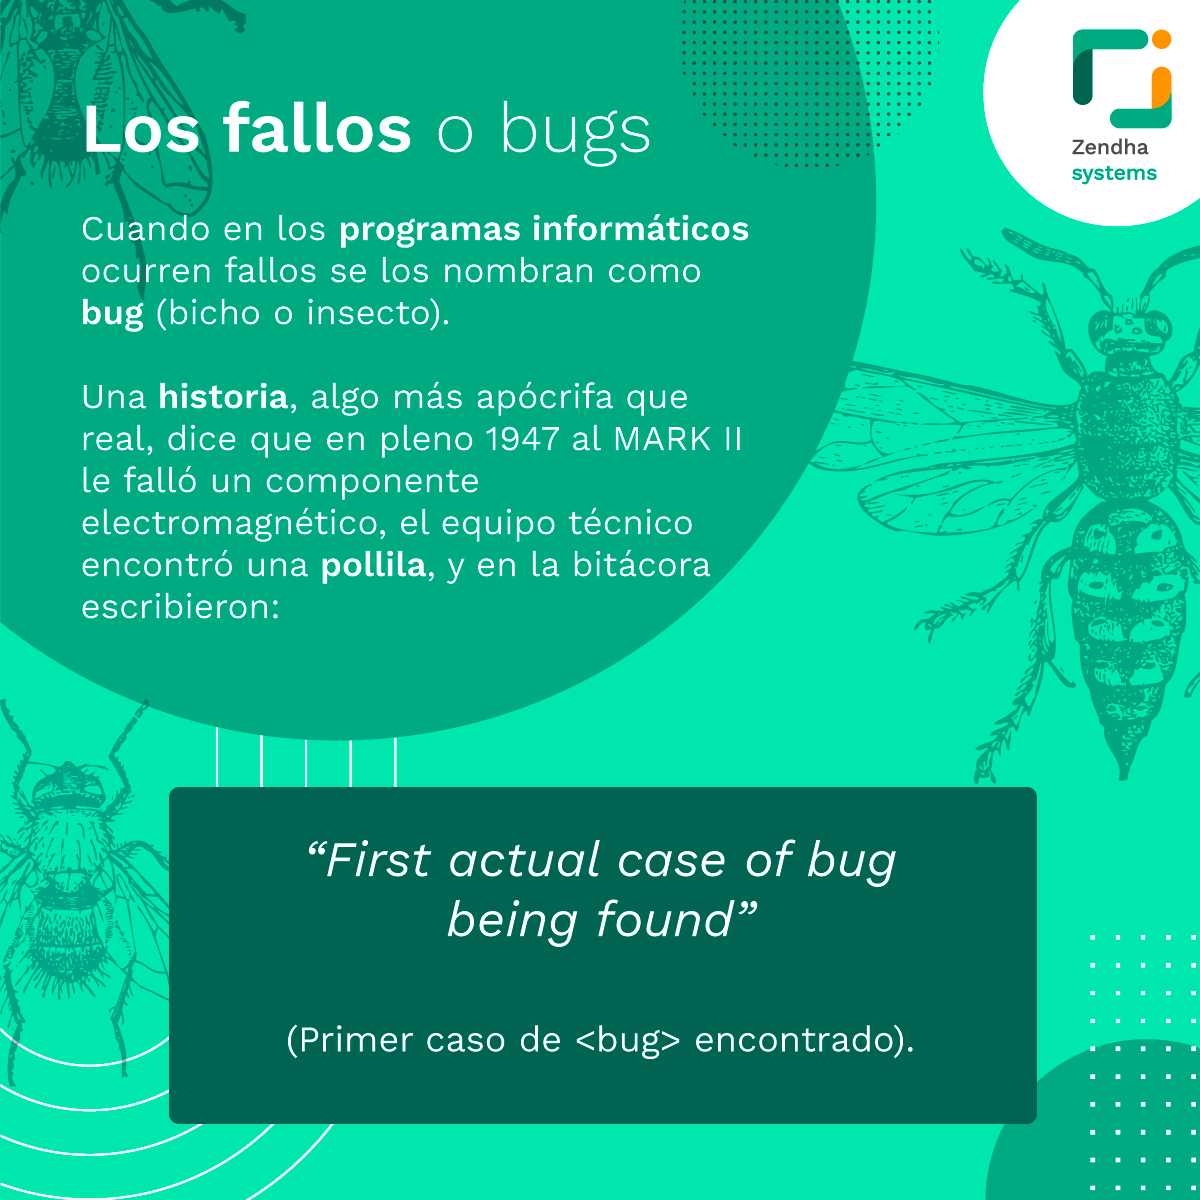 Los fallos o bugs
Zendha
systems
Cuando en los programas informáticos
ocurren fallos se los nombran como
bug (bicho o insecto).
Una historia, algo más apócrifa que
real, dice que en pleno 1947 al MARK II
le falló un componente
electromagnético, el equipo técnico
encontró una pollila, y en la bitácora
escribieron:
“First actual case of bug
being found”
(Primer caso de <bug> encontrado).